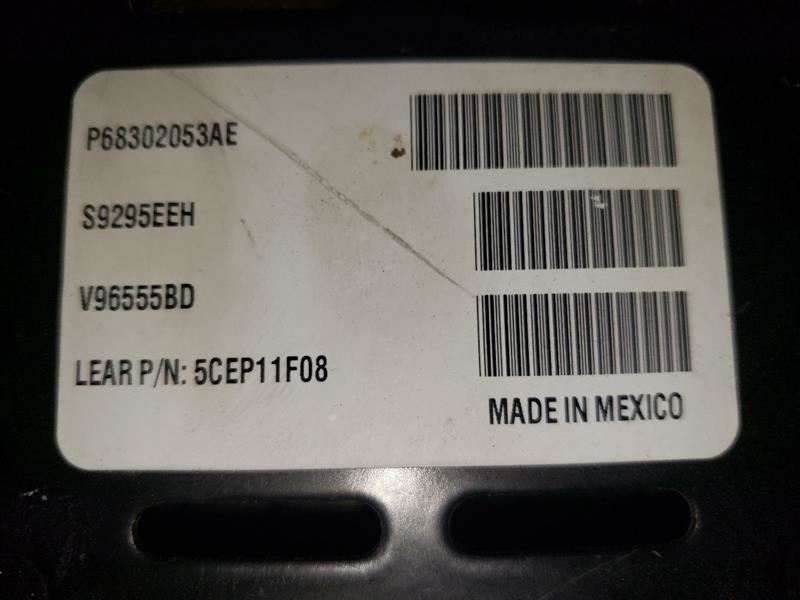 P68302053AE
S9295EEH
V96555BD
LEAR P/N: 5CEP11F08
MADE IN MEXICO